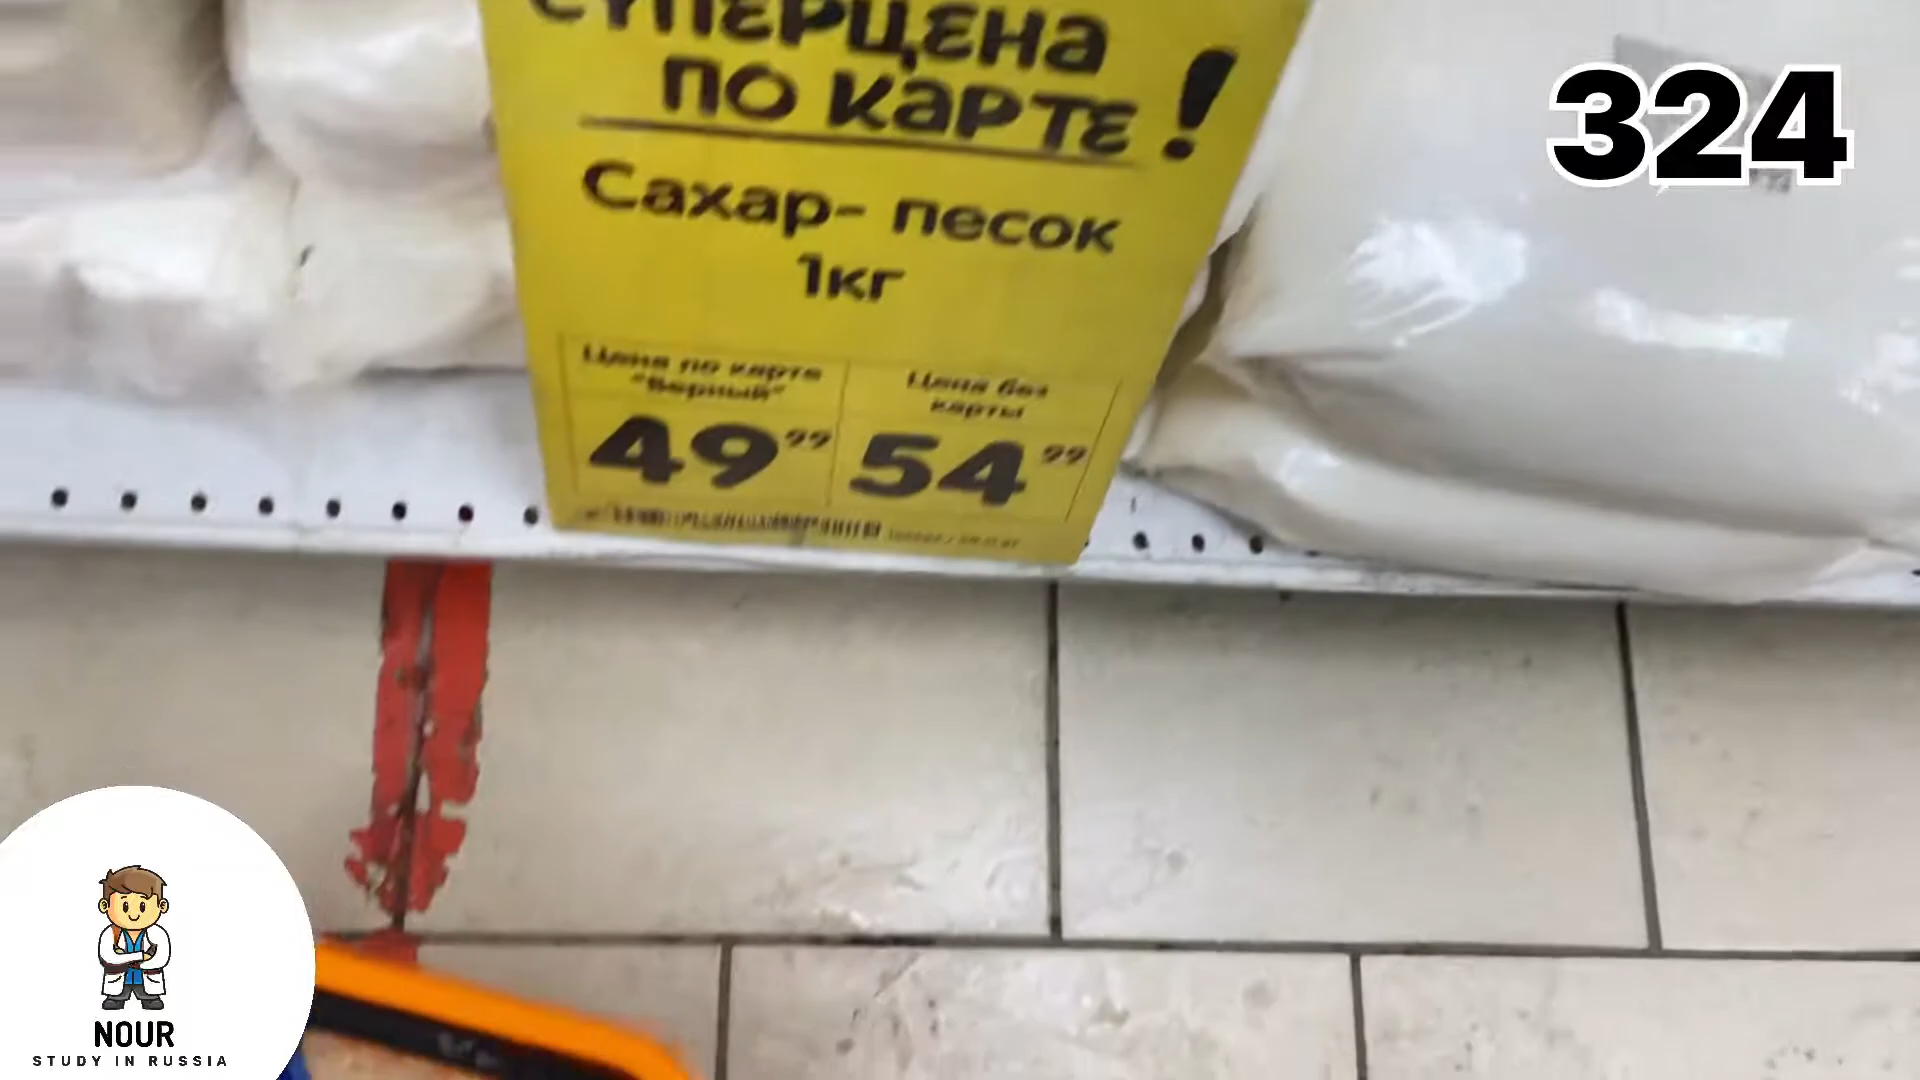 СУПЕРЦЕНА
ПО КАРТЕ!
324
Сахар- песок
1кг
Цена по карте
"Верный"
Цена без
карты
49 99
54 99
NOUR
STUDY IN RUSSIA